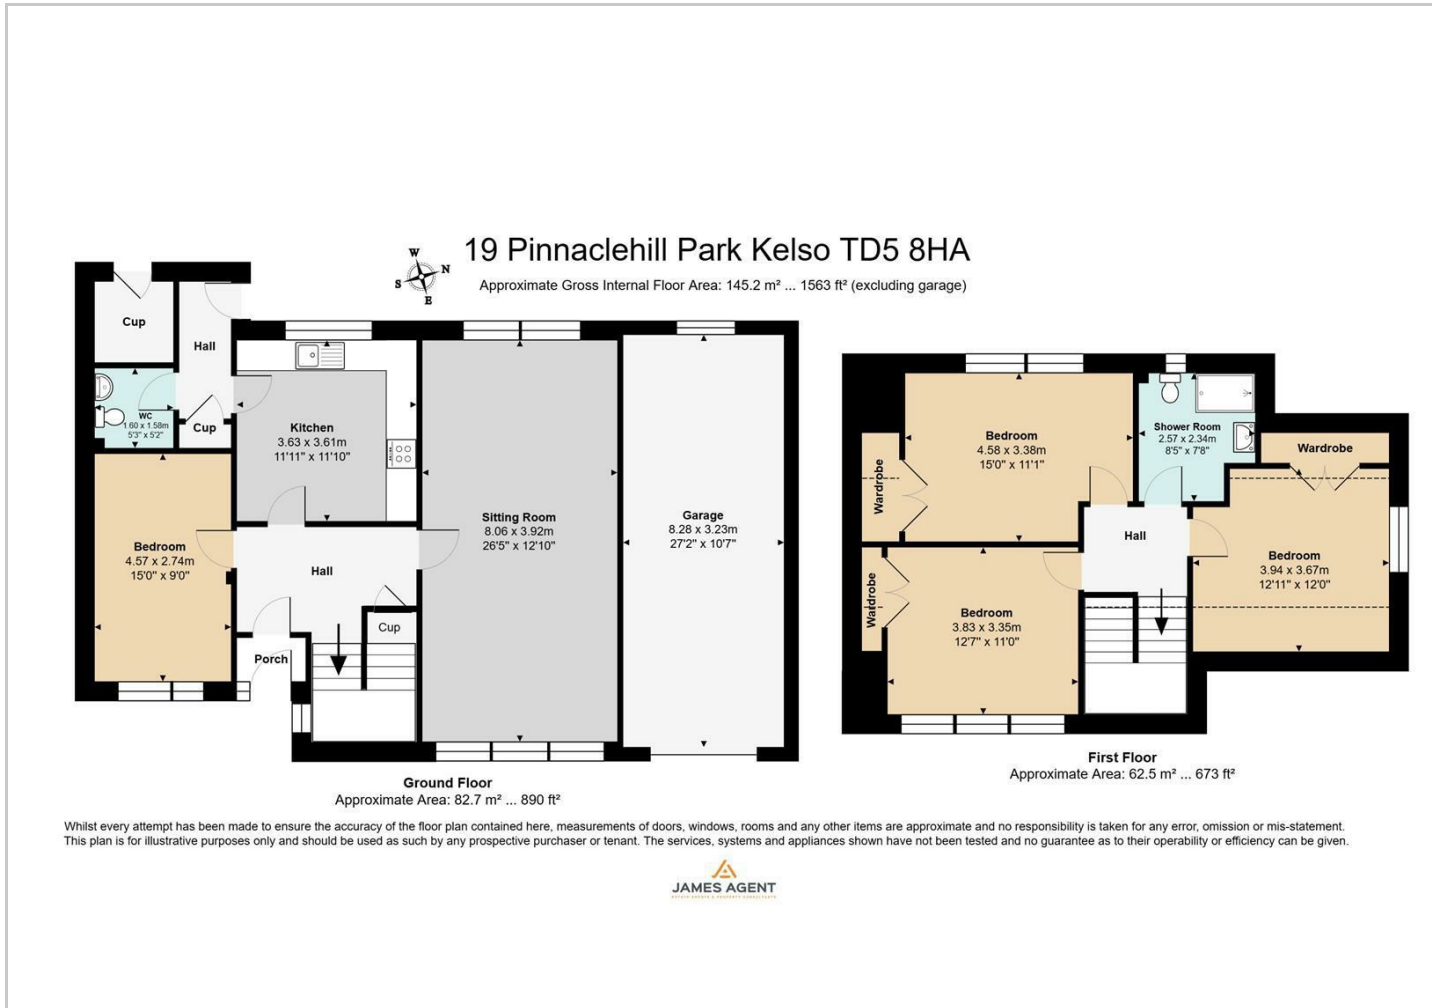 19 Pinnaclehill Park Kelso TD5 8HA
Approximate Gross Internal Floor Area: 145.2 m² ... 1563 ft² (excluding garage)
W
N
S
E
Cup
Hall
WC
1.60 x 1.58m
5'3" x 5'2"
Cup
Kitchen
3.63 x 3.61m
11'11" x 11'10"
Bedroom
4.57 x 2.74m
15'0" x 9'0"
Hall
Cup
Porch
Sitting Room
8.06 x 3.92m
26'5" x 12'10"
Garage
8.28 x 3.23m
27'2" x 10'7"
Ground Floor
Approximate Area: 82.7 m² ... 890 ft²
Wardrobe
Bedroom
4.58 x 3.38m
15'0" x 11'1"
Shower Room
2.57 x 2.34m
8'5" x 7'8"
Wardrobe
Hall
Bedroom
3.94 x 3.67m
12'11" x 12'0"
Wardrobe
Bedroom
3.83 x 3.35m
12'7" x 11'0"
First Floor
Approximate Area: 62.5 m² ... 673 ft²
Whilst every attempt has been made to ensure the accuracy of the floor plan contained here, measurements of doors, windows, rooms and any other items are approximate and no responsibility is taken for any error, omission or mis-statement.
This plan is for illustrative purposes only and should be used as such by any prospective purchaser or tenant. The services, systems and appliances shown have not been tested and no guarantee as to their operability or efficiency can be given.
JAMES AGENT
ESTATE AGENTS & PROPERTY CONSULTANTS